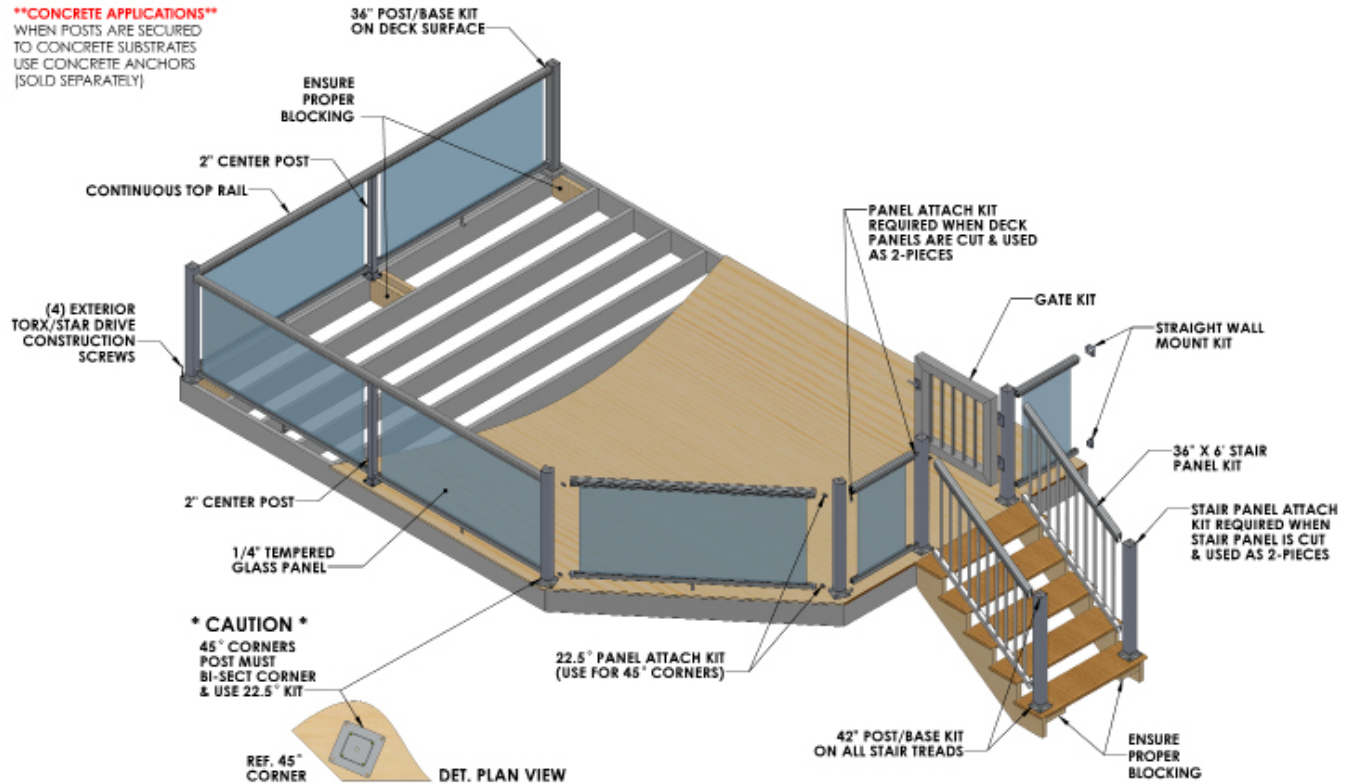 **CONCRETE APPLICATIONS**
WHEN POSTS ARE SECURED
TO CONCRETE SUBSTRATES
USE CONCRETE ANCHORS
(SOLD SEPARATELY)
36" POST/BASE KIT
ON DECK SURFACE
ENSURE
PROPER
BLOCKING
2" CENTER POST
CONTINUOUS TOP RAIL
PANEL ATTACH KIT
REQUIRED WHEN DECK
PANELS ARE CUT & USED
AS 2-PIECES
GATE KIT
STRAIGHT WALL
MOUNT KIT
(4) EXTERIOR
TORX/STAR DRIVE
CONSTRUCTION
SCREWS
36" X 6' STAIR
PANEL KIT
2" CENTER POST
STAIR PANEL ATTACH
KIT REQUIRED WHEN
STAIR PANEL IS CUT
& USED AS 2-PIECES
1/4" TEMPERED
GLASS PANEL
* CAUTION *
45° CORNERS
POST MUST
BI-SECT CORNER
& USE 22.5° KIT
22.5° PANEL ATTACH KIT
(USE FOR 45° CORNERS)
42" POST/BASE KIT
ON ALL STAIR TREADS
ENSURE
PROPER
BLOCKING
REF. 45°
CORNER
DET. PLAN VIEW